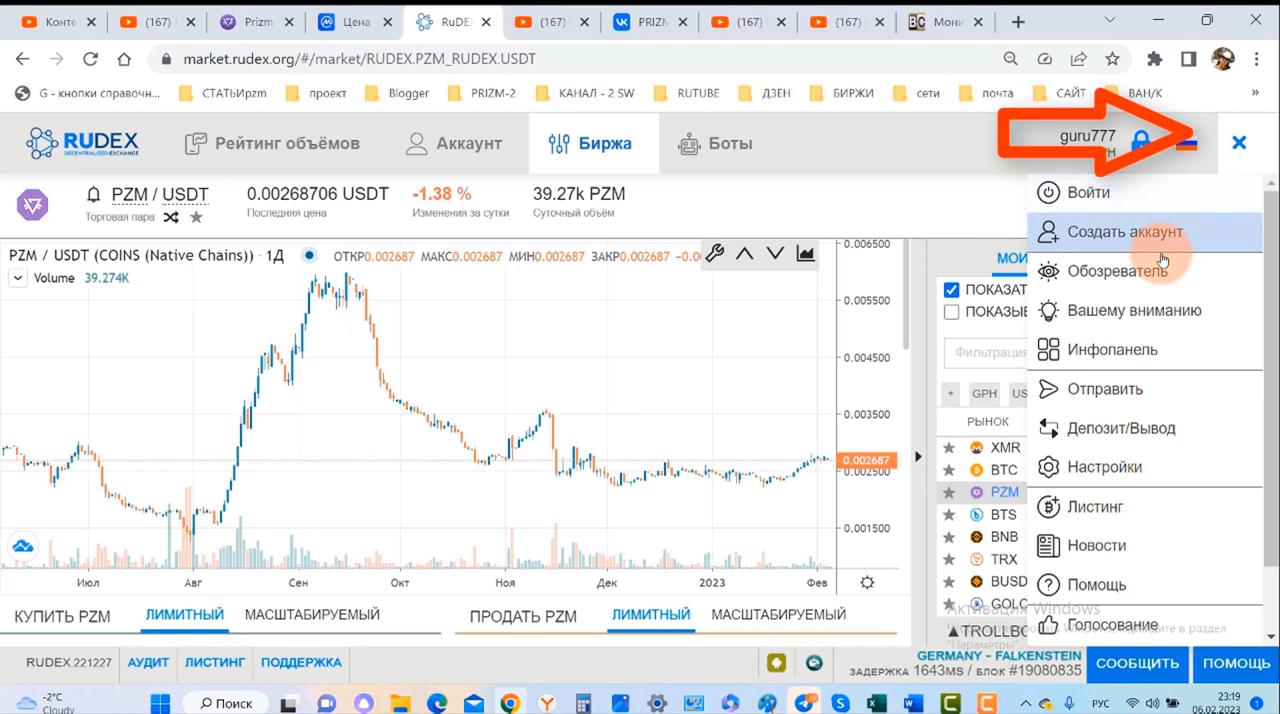 Конте
(167)
Prizm
Цена
RuDEX
(167)
PRIZM
(167)
(167)
BC Мони
market.rudex.org/#/market/RUDEX.PZM_RUDEX.USDT
G - кнопки справочн...
СТАТЬИpzm
проект
Blogger
PRIZM-2
КАНАЛ - 2 SW
RUTUBE
ДЗЕН
БИРЖИ
сети
почта
САЙТ
ВАН/К
»
RUDEX
DECENTRALIZED EXCHANGE
Рейтинг объёмов
Аккаунт
Биржа
Боты
guru777
PZM / USDT
Торговая пара
0.00268706 USDT
Последняя цена
-1.38 %
Изменения за сутки
39.27k PZM
Суточный объём
Войти
Создать аккаунт
Обозреватель
Вашему вниманию
Инфопанель
Отправить
Депозит/Вывод
Настройки
Листинг
Новости
Помощь
Голосование
PZM / USDT (COINS (Native Chains)) · 1Д
ОТКР0.002687 МАКС0.002687 МИН0.002687 ЗАКР0.002687
Volume 39.274K
0.006500
0.005500
0.004500
0.003500
0.002687
0.002500
0.001500
Июл
Авг
Сен
Окт
Ноя
Дек
2023
Фев
МОИ
ПОКАЗАТ
ПОКАЗЫВ
Фильтрация
+
GPH
US
РЫНОК
XMR
BTC
PZM
BTS
BNB
TRX
BUSD
GOLC
▲TROLLBO
Активация Windows
"Параметры".
КУПИТЬ PZM
ЛИМИТНЫЙ
МАСШТАБИРУЕМЫЙ
ПРОДАТЬ PZM
ЛИМИТНЫЙ
МАСШТАБИРУЕМЫЙ
RUDEX 221227
АУДИТ
ЛИСТИНГ
ПОДДЕРЖКА
GERMANY - FALKENSTEIN
ЗАДЕРЖКА 1643MS / БЛОК #19080835
СООБЩИТЬ
ПОМОЩЬ
-2°C
Cloudy
Поиск
РУС
23:19
06.02.2023